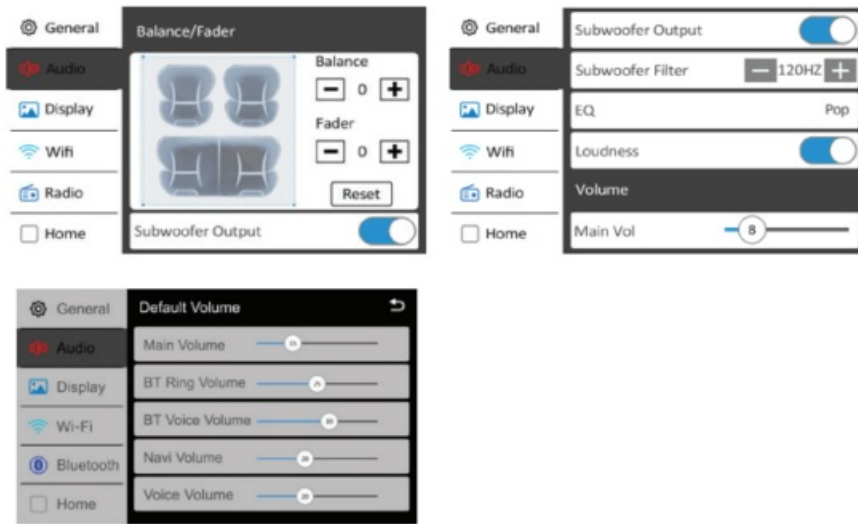 General
Audio
Display
Wifi
Radio
Home
Balance/Fader
Balance
0
Fader
0
Reset
Subwoofer Output
General
Audio
Display
Wifi
Radio
Home
Subwoofer Output
Subwoofer Filter 120HZ
EQ Pop
Loudness
Volume
Main Vol 8
General
Audio
Display
Wi-Fi
Bluetooth
Home
Default Volume
Main Volume
BT Ring Volume
BT Voice Volume
Navi Volume
Voice Volume